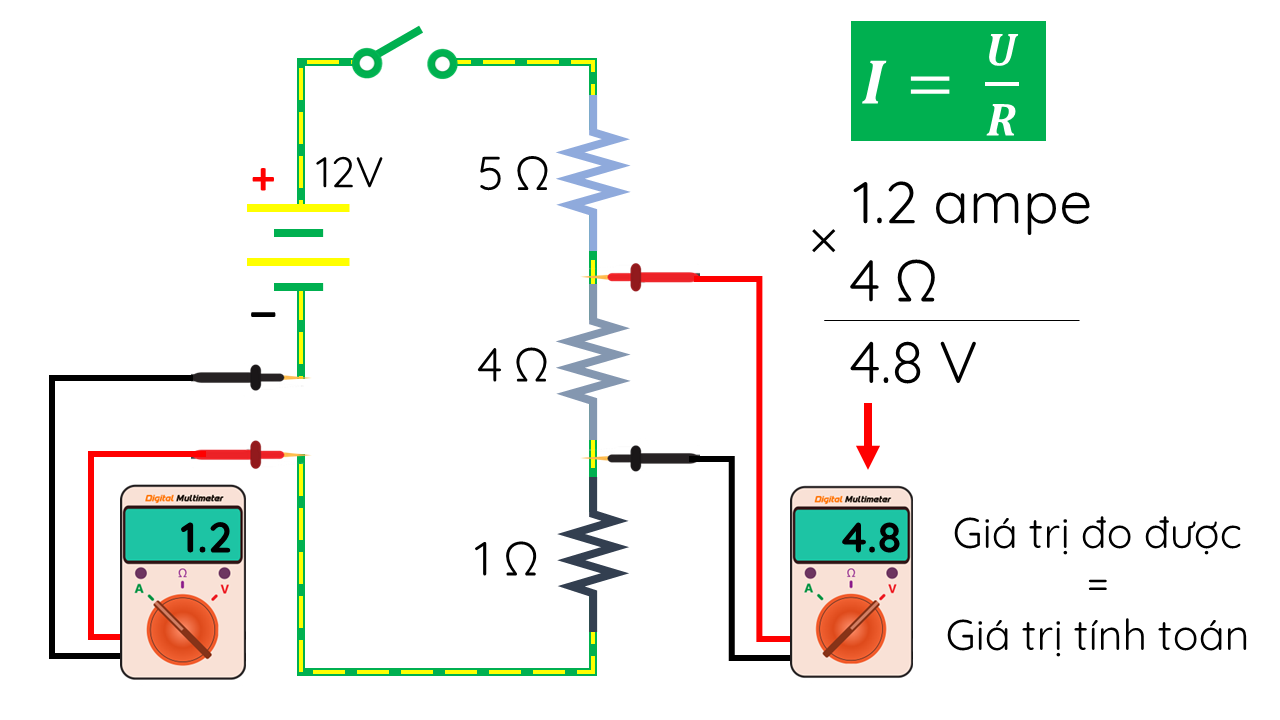 I = U/R
12V
+
−
5 Ω
4 Ω
1 Ω
1.2 ampe
×
4 Ω
4.8 V
Digital Multimeter
1.2
Ω
A
V
Digital Multimeter
4.8
Ω
A
V
Giá trị đo được
=
Giá trị tính toán